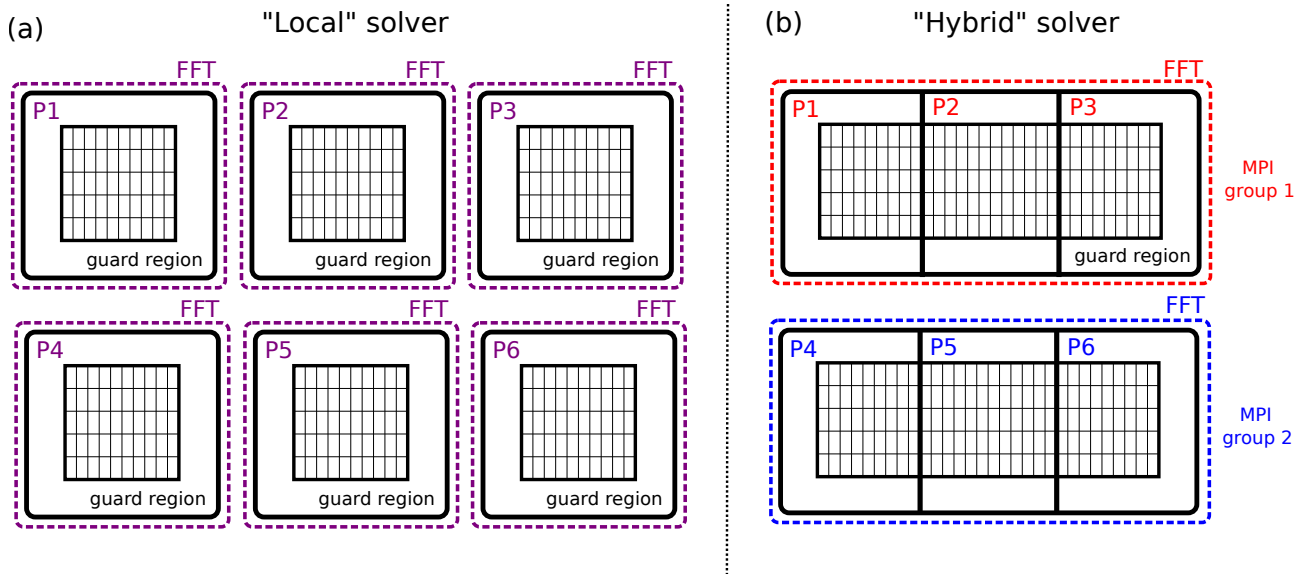 (a)
"Local" solver
FFT
FFT
FFT
P1
P2
P3
guard region
guard region
guard region
FFT
FFT
FFT
P4
P5
P6
guard region
guard region
guard region
(b)
"Hybrid" solver
FFT
P1
P2
P3
guard region
MPI
group 1
FFT
P4
P5
P6
MPI
group 2